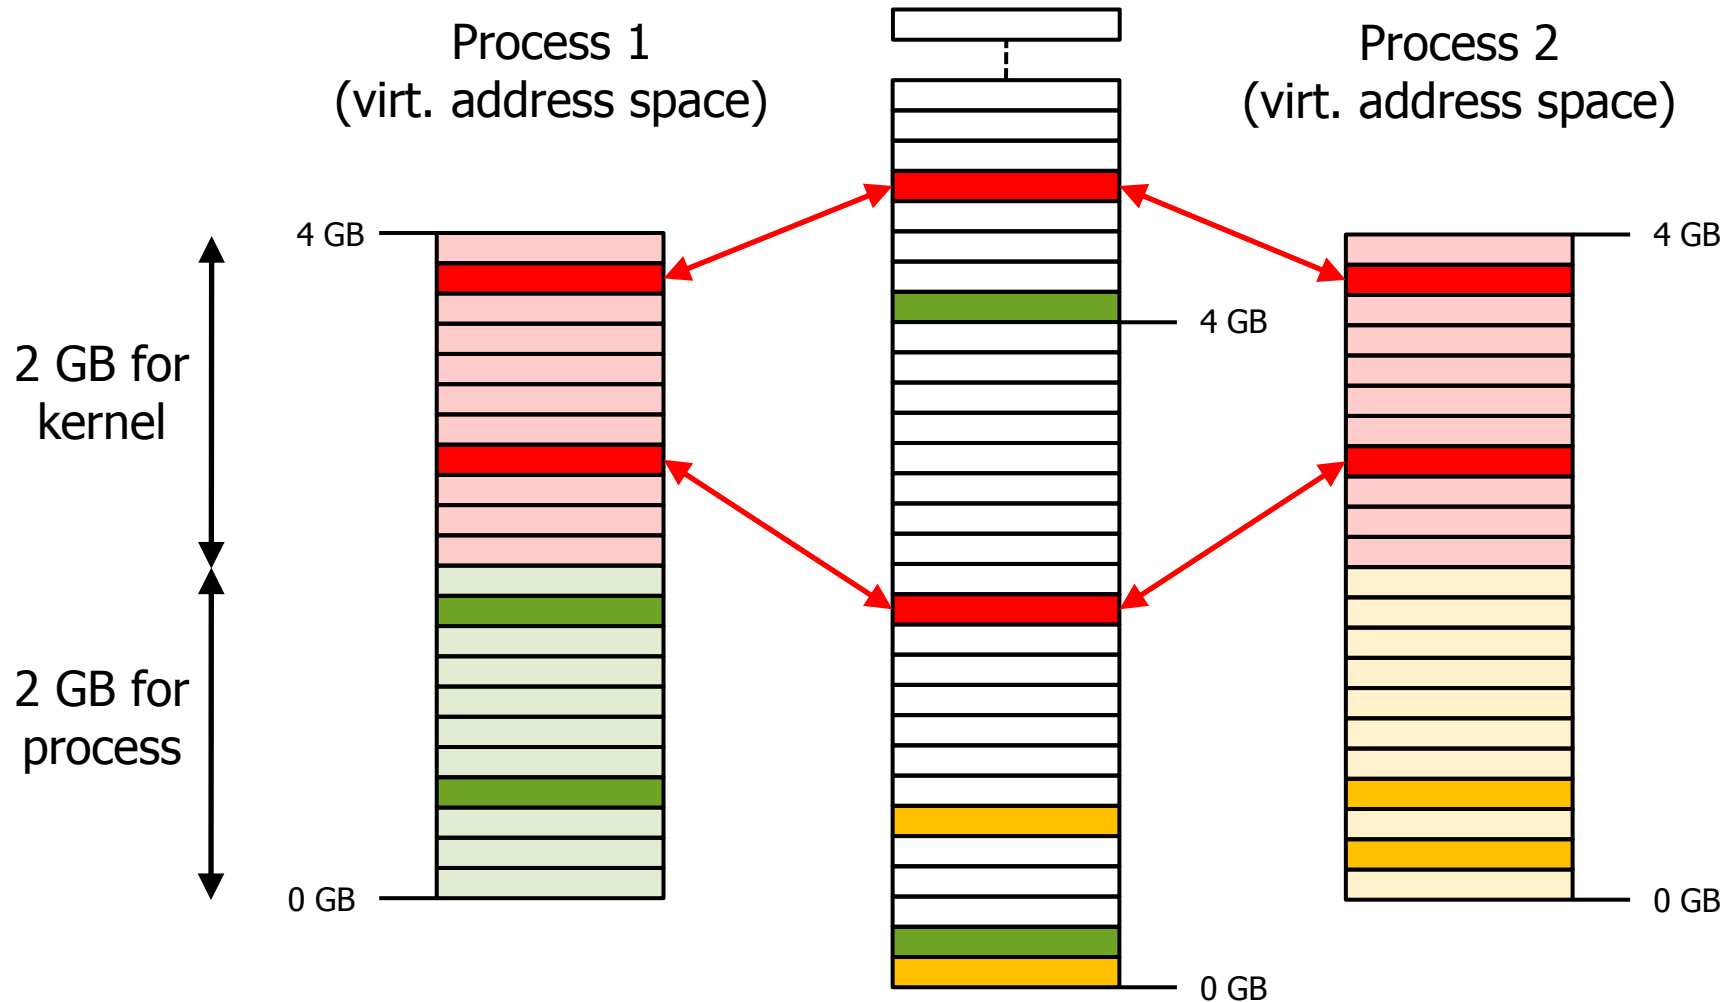 Process 1
(virt. address space)
Process 2
(virt. address space)
4 GB
4 GB
4 GB
2 GB for
kernel
2 GB for
process
0 GB
0 GB
0 GB